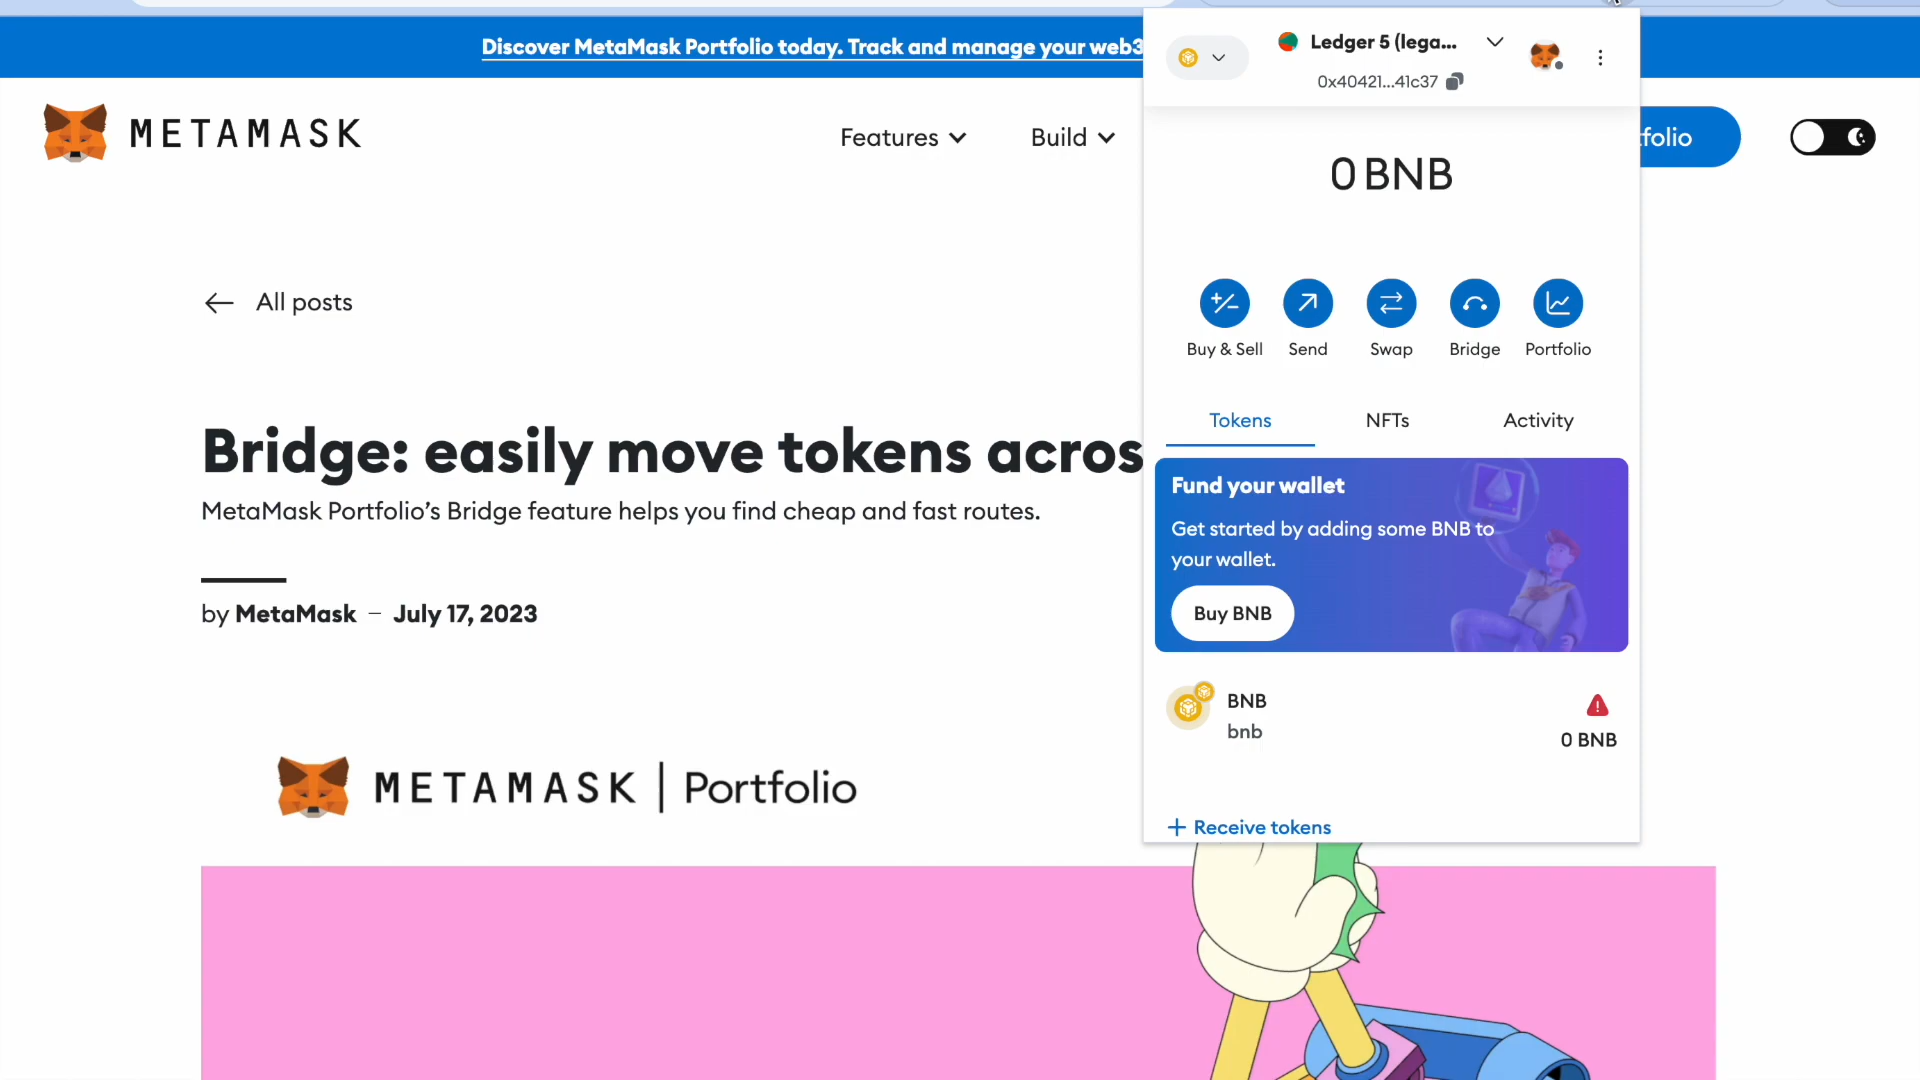 Discover MetaMask Portfolio today. Track and manage your web3
METAMASK
Features
Build
tfolio
All posts
Bridge: easily move tokens acros
MetaMask Portfolio's Bridge feature helps you find cheap and fast routes.
by MetaMask – July 17, 2023
METAMASK | Portfolio
Ledger 5 (lega...
0x40421...41c37
0 BNB
Buy & Sell
Send
Swap
Bridge
Portfolio
Tokens
NFTs
Activity
Fund your wallet
Get started by adding some BNB to
your wallet.
Buy BNB
BNB
bnb
0 BNB
+ Receive tokens